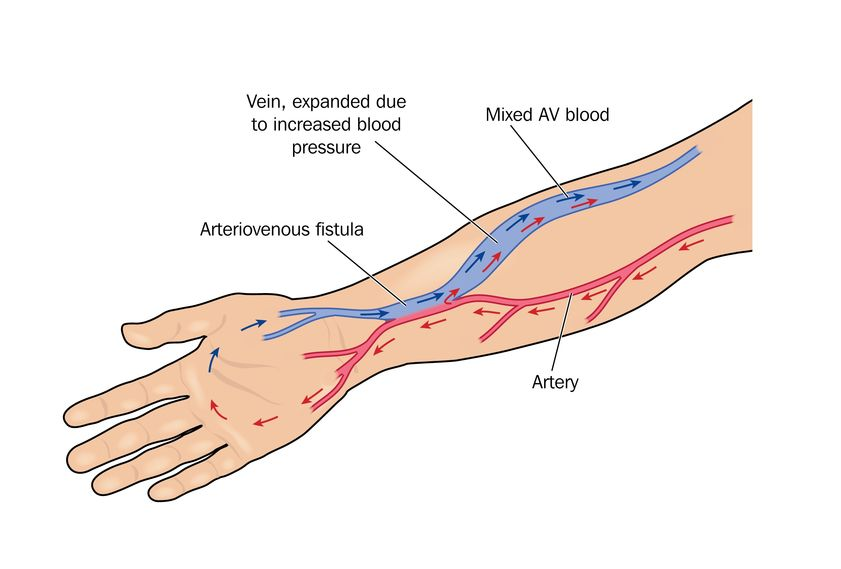 Vein, expanded due
to increased blood
pressure
Mixed AV blood
Arteriovenous fistula
Artery